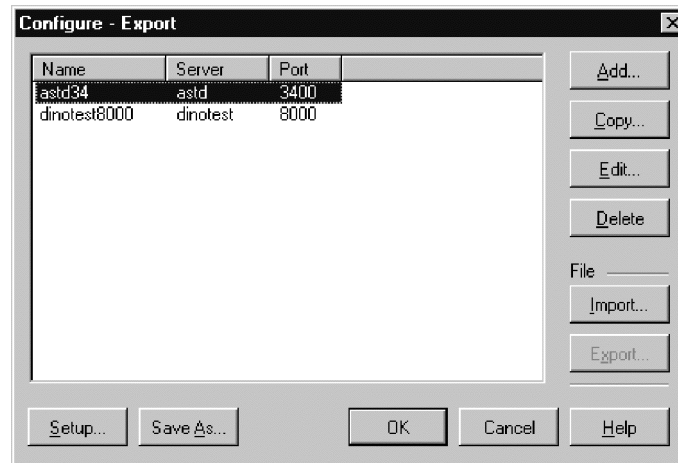 Configure - Export
Name Server Port
astd34 astd 3400
dinotest8000 dinotest 8000
Add...
Copy...
Edit...
Delete
File
Import...
Export...
Setup... Save As... OK Cancel Help